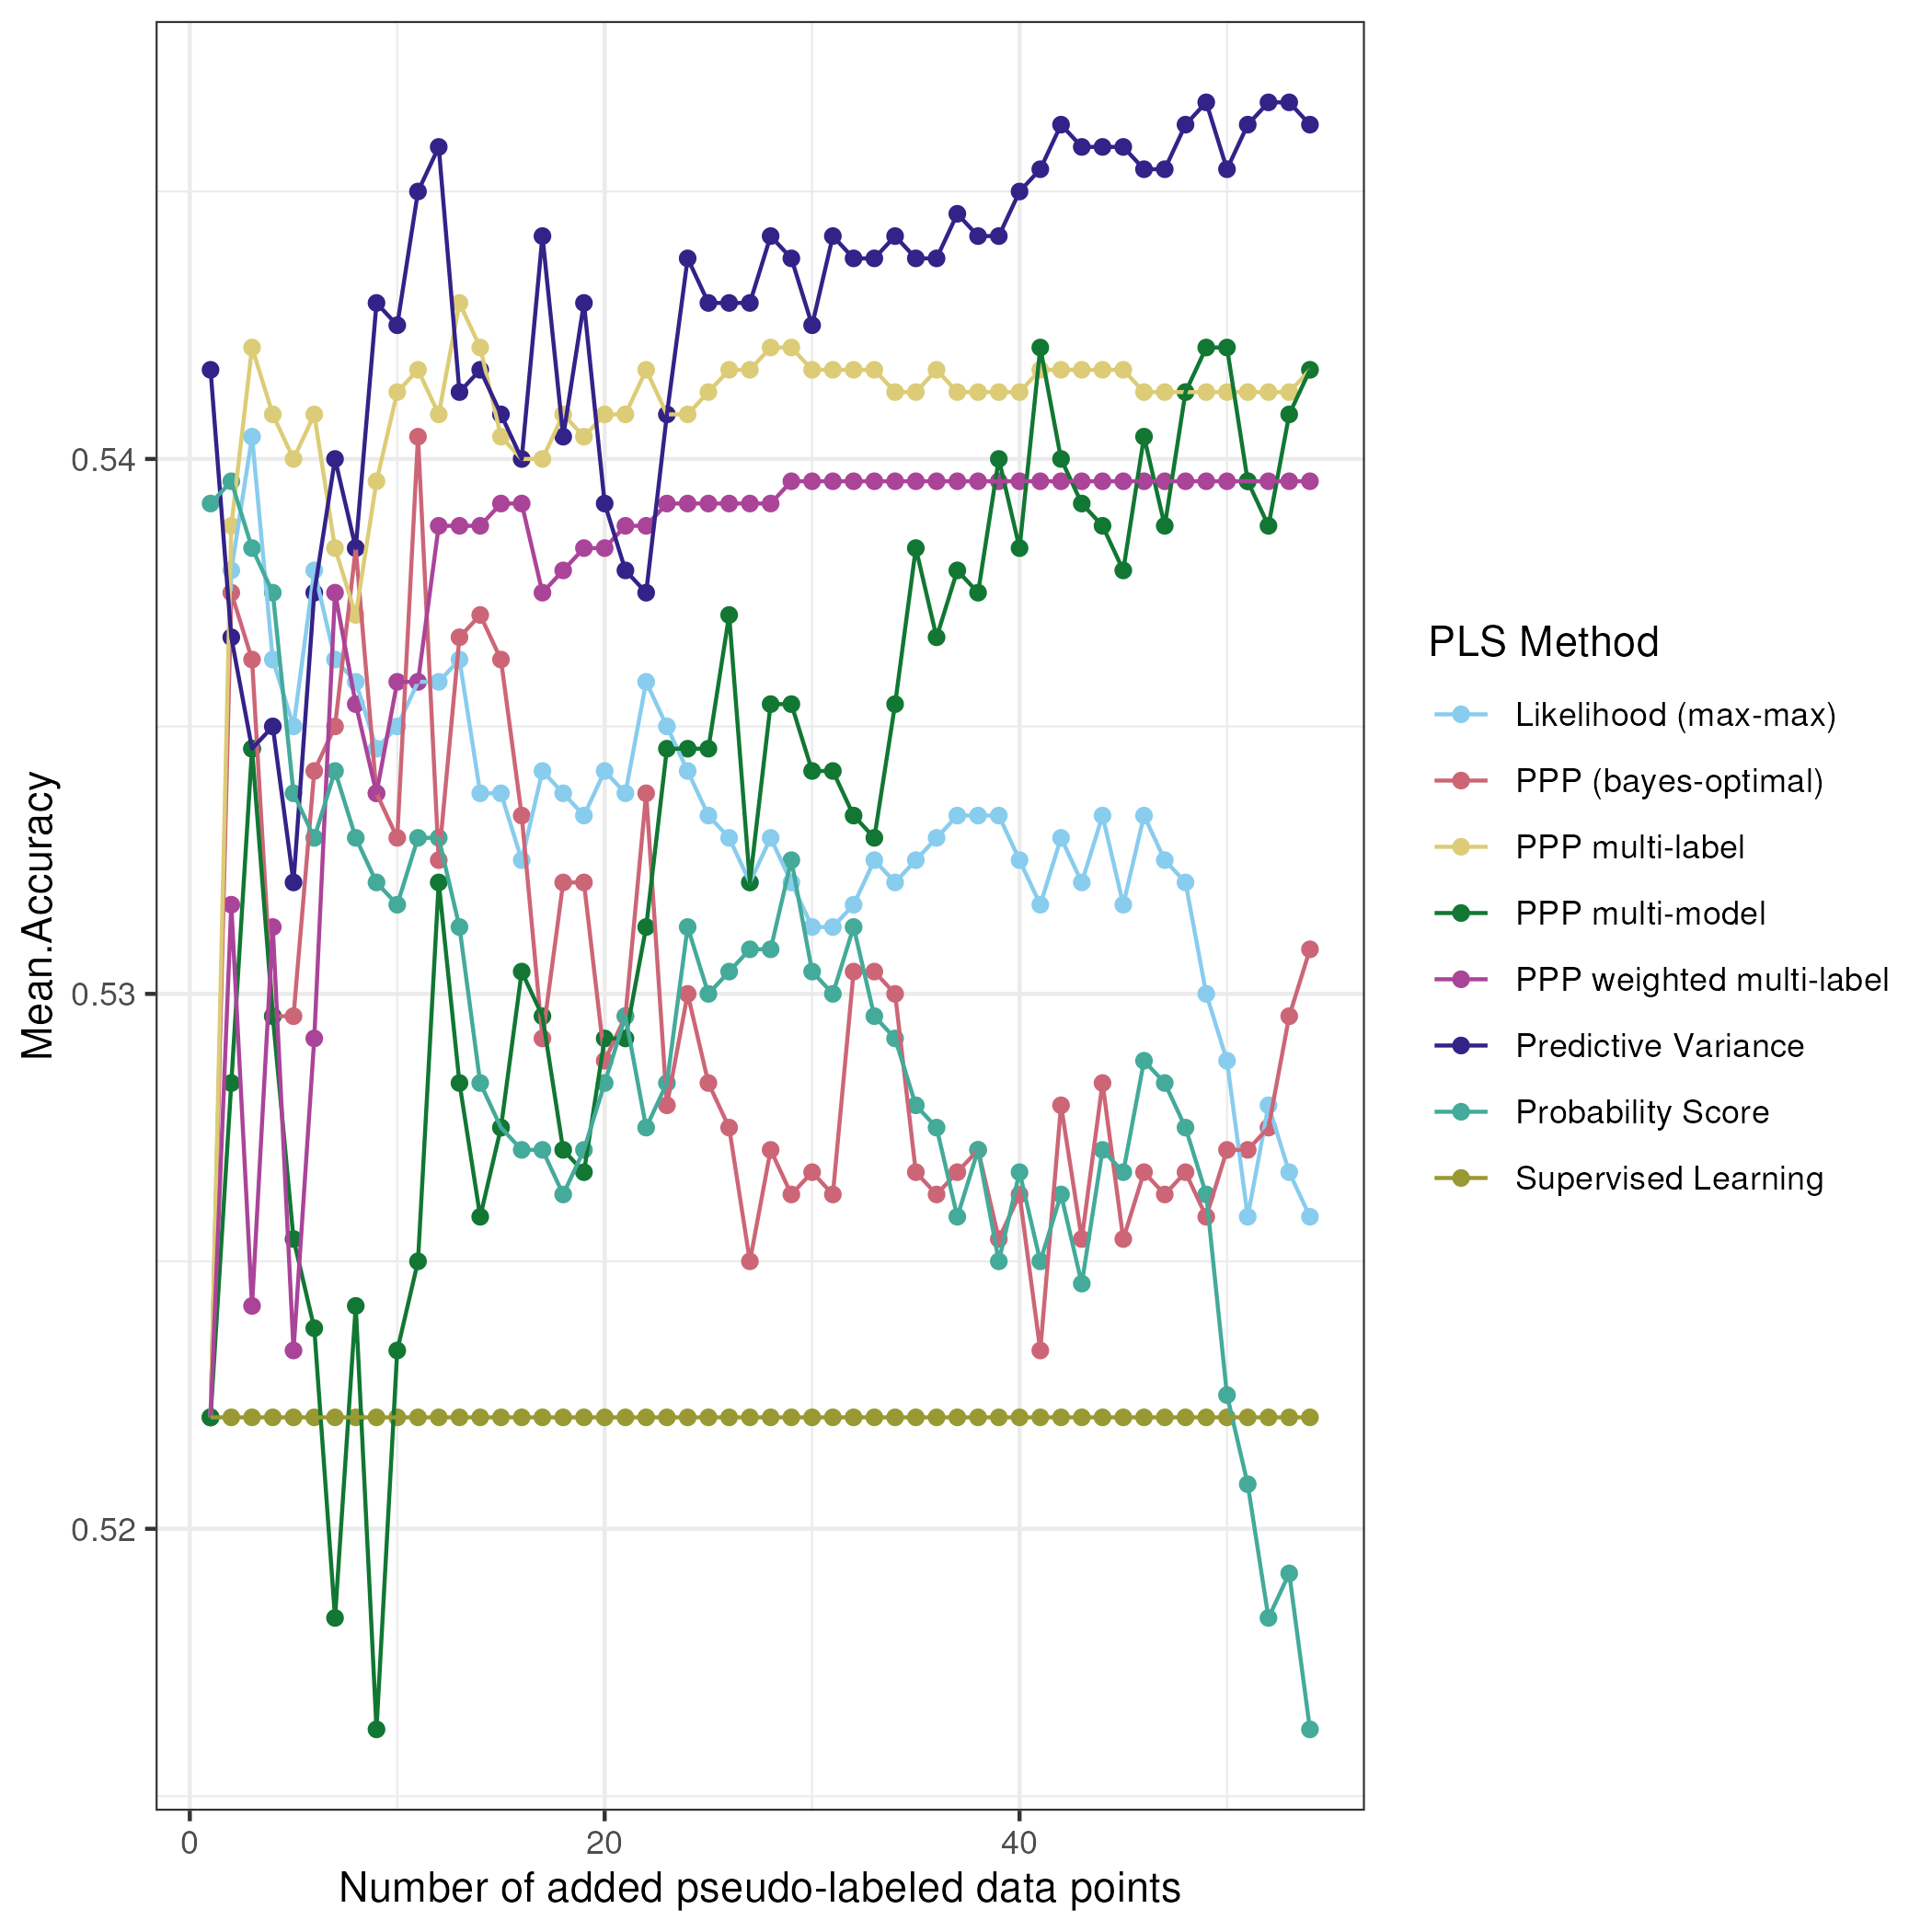 Mean.Accuracy
0.54
0.53
0.52
0
20
40
Number of added pseudo-labeled data points
PLS Method
Likelihood (max-max)
PPP (bayes-optimal)
PPP multi-label
PPP multi-model
PPP weighted multi-label
Predictive Variance
Probability Score
Supervised Learning